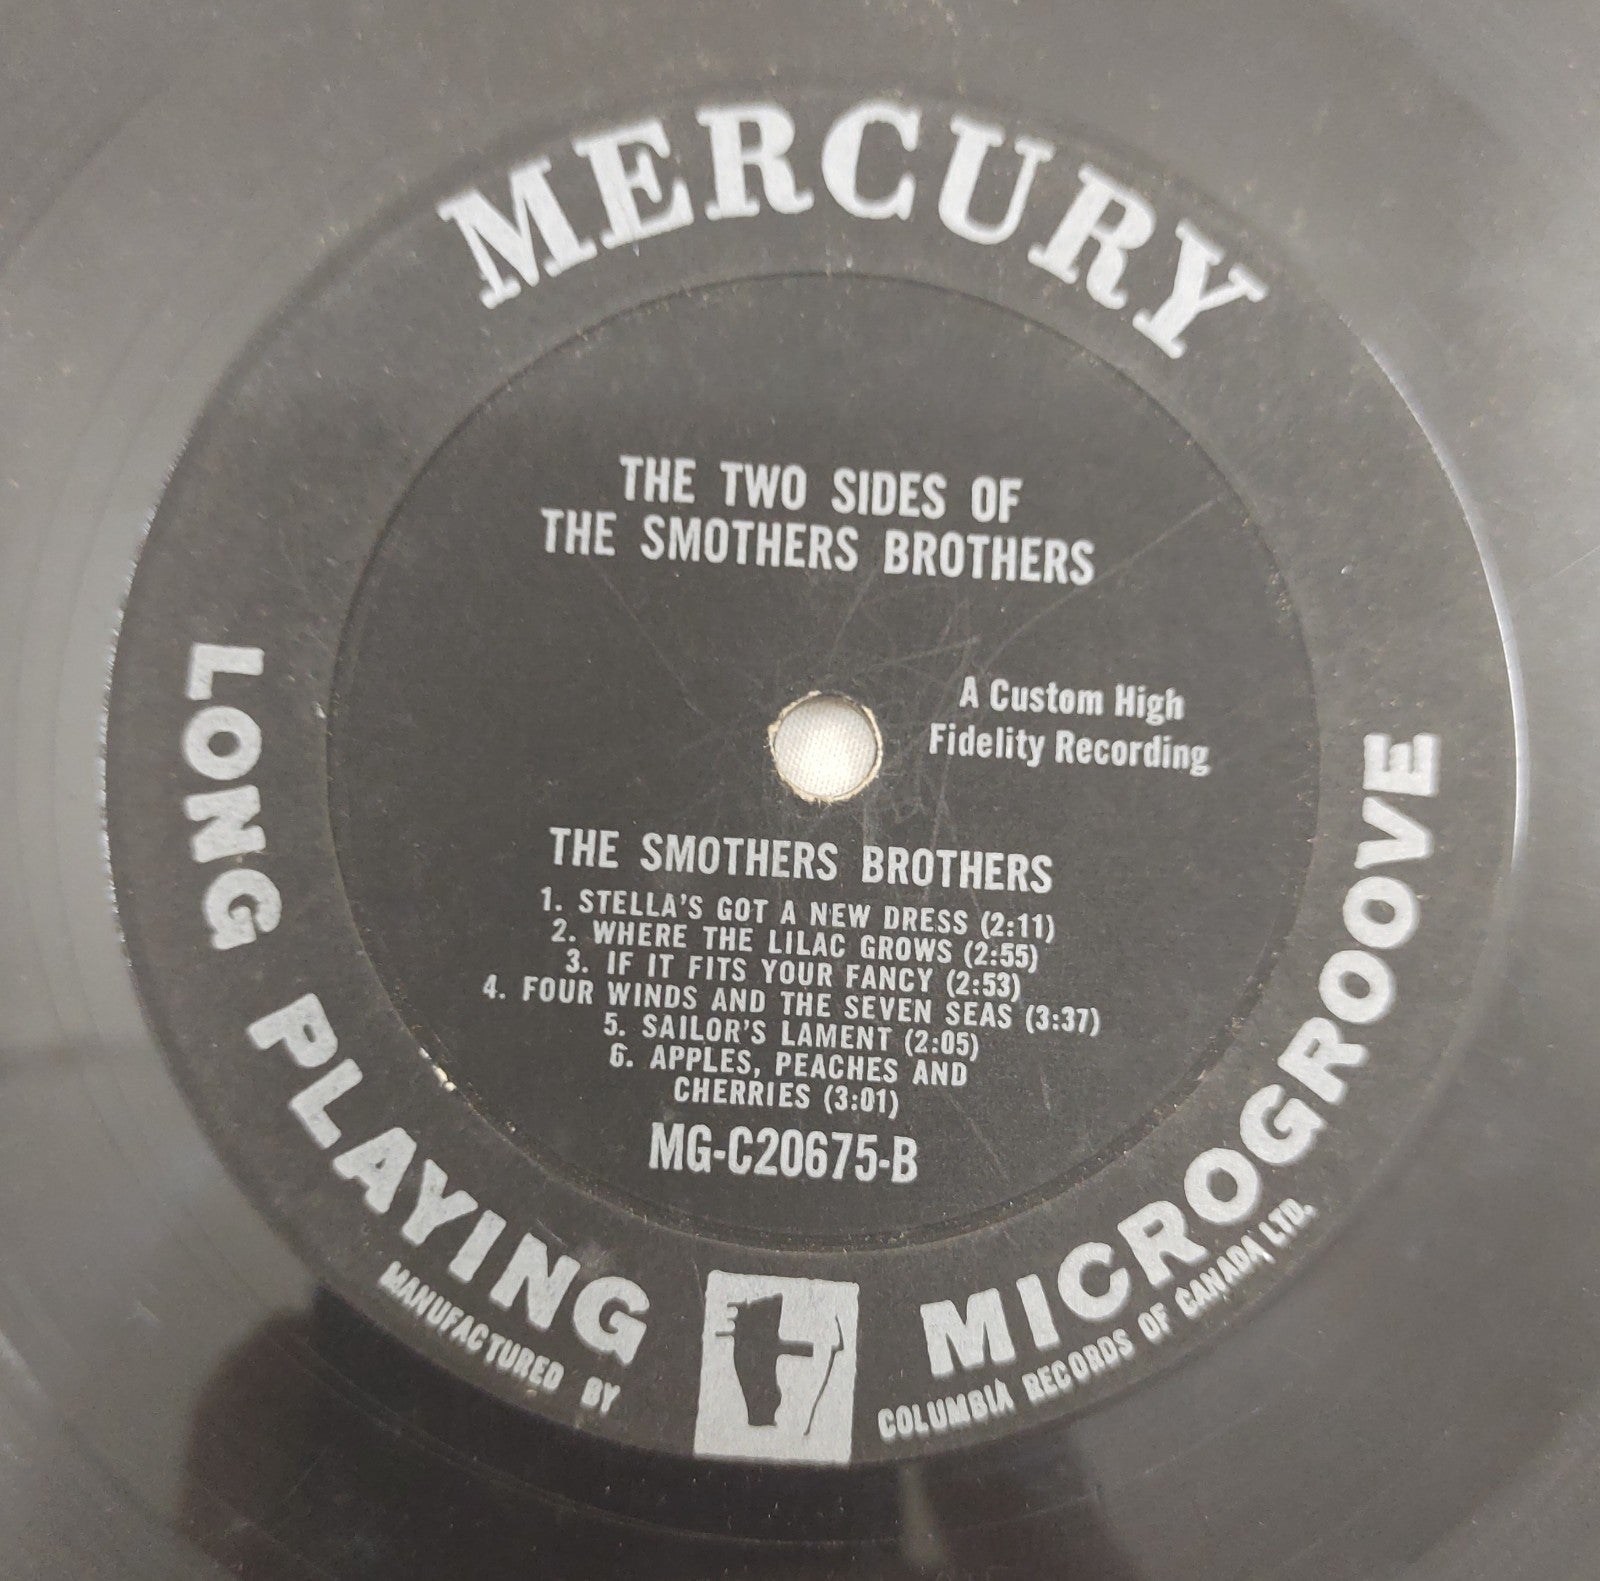 MERCURY
THE TWO SIDES OF
THE SMOTHERS BROTHERS
A Custom High
Fidelity Recording
THE SMOTHERS BROTHERS
1. STELLA'S GOT A NEW DRESS (2:11)
2. WHERE THE LILAC GROWS (2:55)
3. IF IT FITS YOUR FANCY (2:53)
4. FOUR WINDS AND THE SEVEN SEAS (3:37)
5. SAILOR'S LAMENT (2:05)
6. APPLES, PEACHES AND
CHERRIES (3:01)
MG-C20675-B
LONG PLAYING MICROGROOVE
MANUFACTURED BY COLUMBIA RECORDS OF CANADA, LTD.